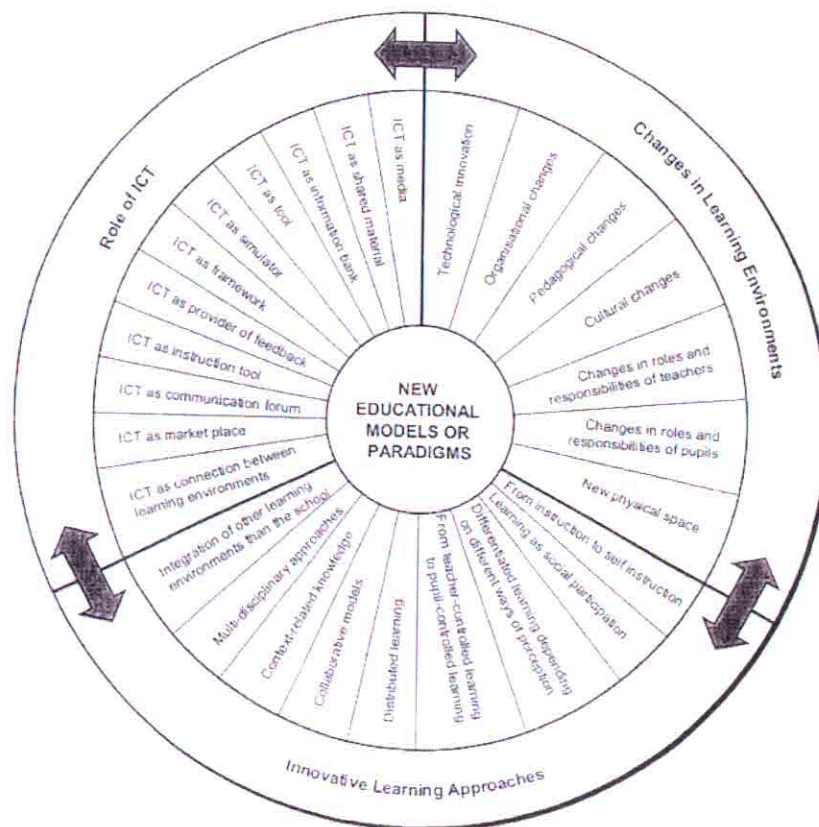 Role of ICT
ICT as media
ICT as shared material
ICT as information
bank
ICT as tool
ICT as simulator
ICT as framework
ICT as provider of feedback
ICT as instruction tool
ICT as communication forum
ICT as market place
ICT as connection between
learning environments
Changes in Learning Environments
Technological innovation
Organisational changes
Pedagogical changes
Cultural changes
Changes in roles and
responsibilities of teachers
Changes in roles and
responsibilities of pupils
New physical space
NEW
EDUCATIONAL
MODELS OR
PARADIGMS
Innovative Learning Approaches
From instruction to self instruction
Learning as social participation
Differentiated learning depending
on different ways of perception
From teacher-controlled learning
to pupil-controlled learning
Distributed learning
Collaborative models
Context-related knowledge
Multi-disciplinary approaches
Integration of other learning
environments than the school